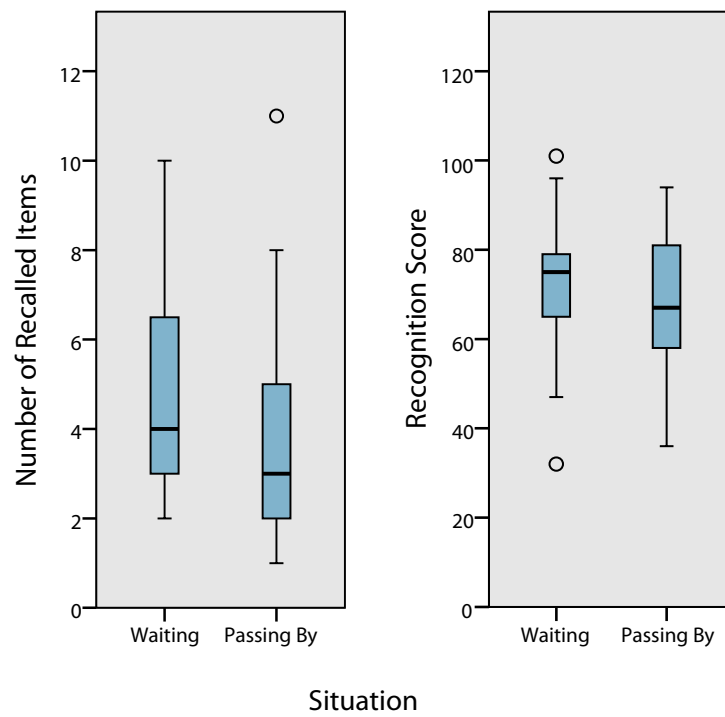 Number of Recalled Items
12
10
8
6
4
2
0
Waiting
Passing By
Recognition Score
120
100
80
60
40
20
0
Waiting
Passing By
Situation